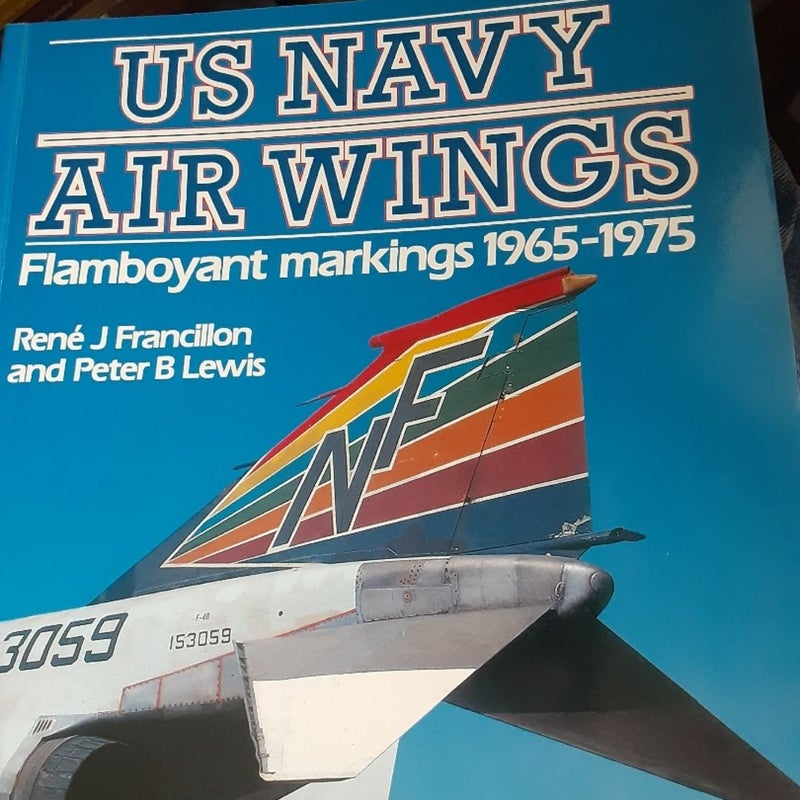 US NAVY
AIR WINGS
Flamboyant markings 1965-1975
René J Francillon
and Peter B Lewis
NF
F-4B
153059
3059